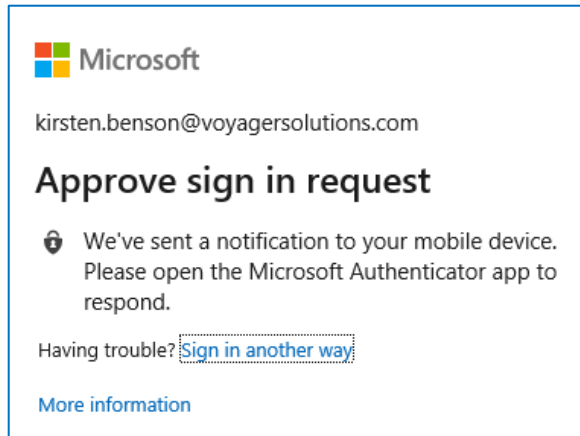 Microsoft
kirsten.benson@voyagersolutions.com
Approve sign in request
We've sent a notification to your mobile device.
Please open the Microsoft Authenticator app to
respond.
Having trouble? Sign in another way
More information